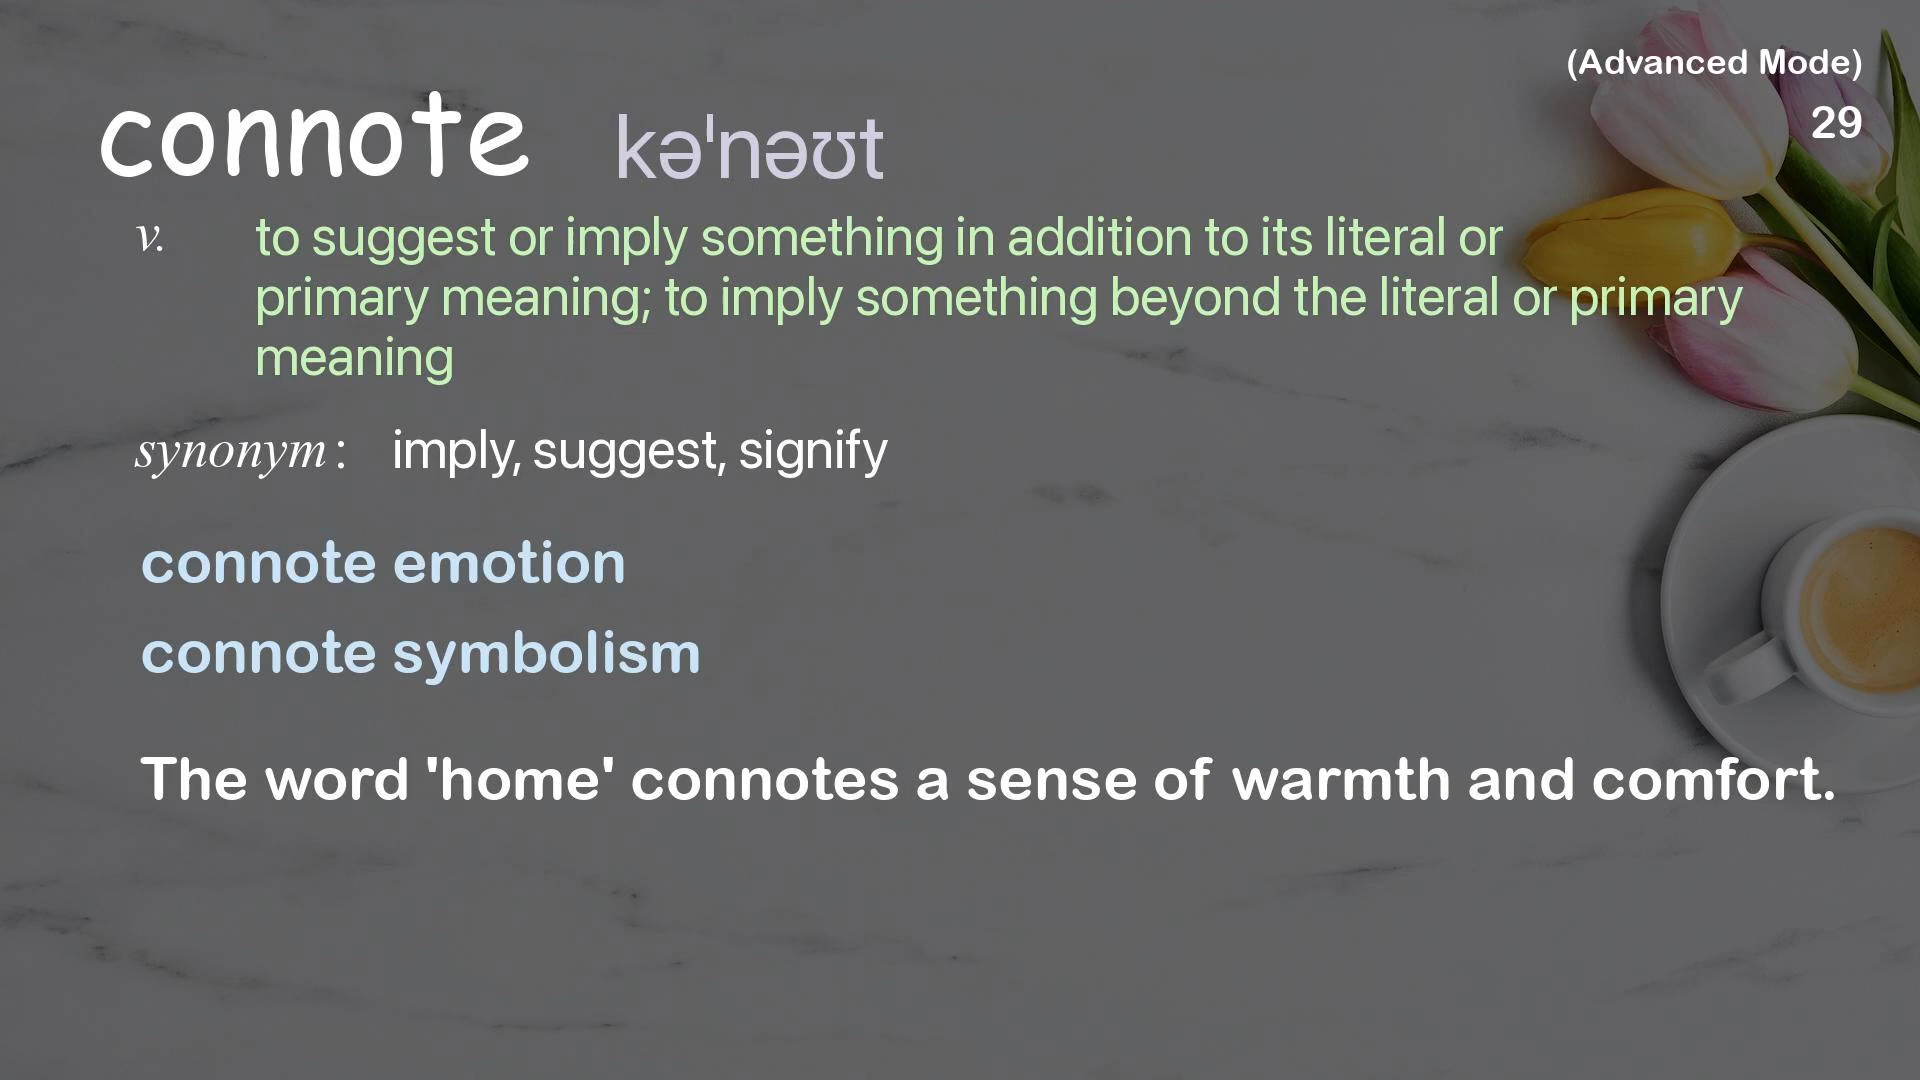 (Advanced Mode)
29
connote kəˈnəʊt
v. to suggest or imply something in addition to its literal or
primary meaning; to imply something beyond the literal or primary
meaning
synonym: imply, suggest, signify
connote emotion
connote symbolism
The word 'home' connotes a sense of warmth and comfort.